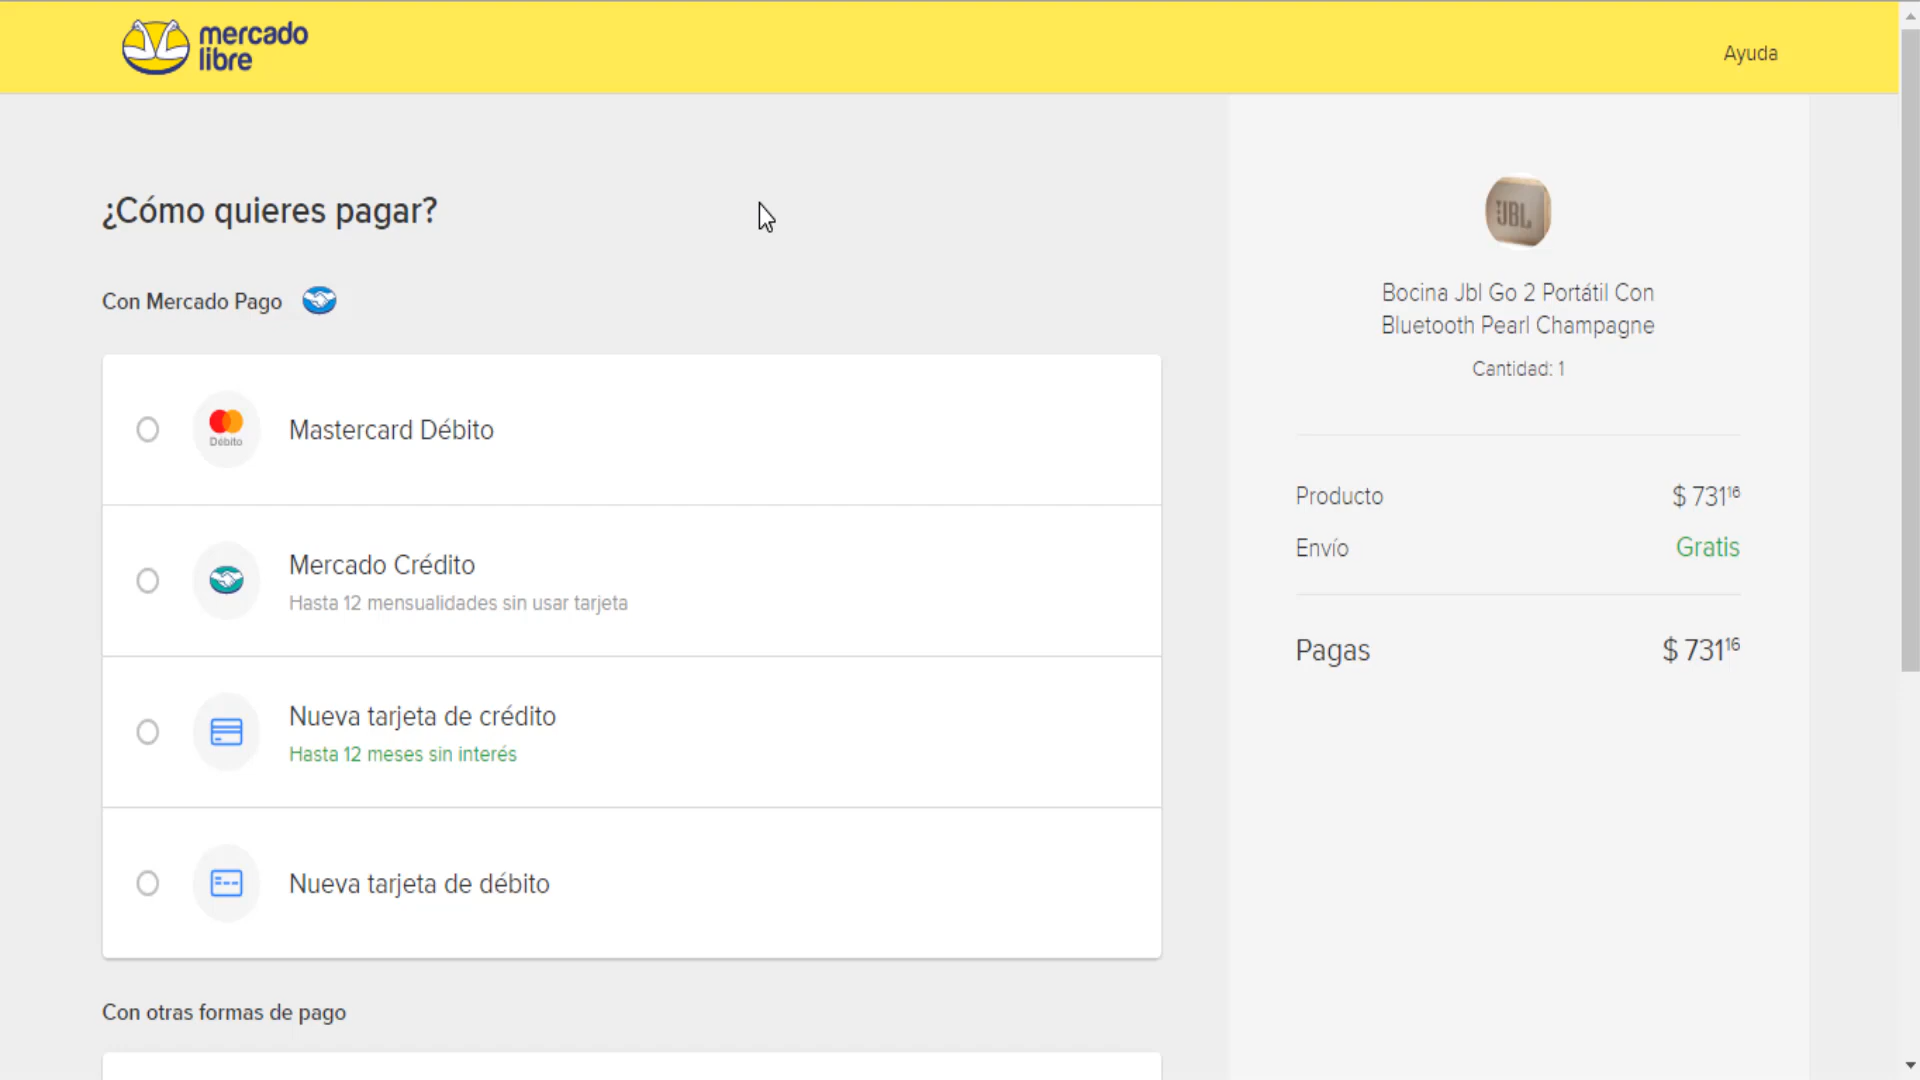 mercado
libre
Ayuda
¿Cómo quieres pagar?
Con Mercado Pago
Débito
Mastercard Débito
Mercado Crédito
Hasta 12 mensualidades sin usar tarjeta
Nueva tarjeta de crédito
Hasta 12 meses sin interés
Nueva tarjeta de débito
Con otras formas de pago
JBL
Bocina Jbl Go 2 Portátil Con
Bluetooth Pearl Champagne
Cantidad: 1
Producto $ 731¹⁶
Envío Gratis
Pagas $ 731¹⁶